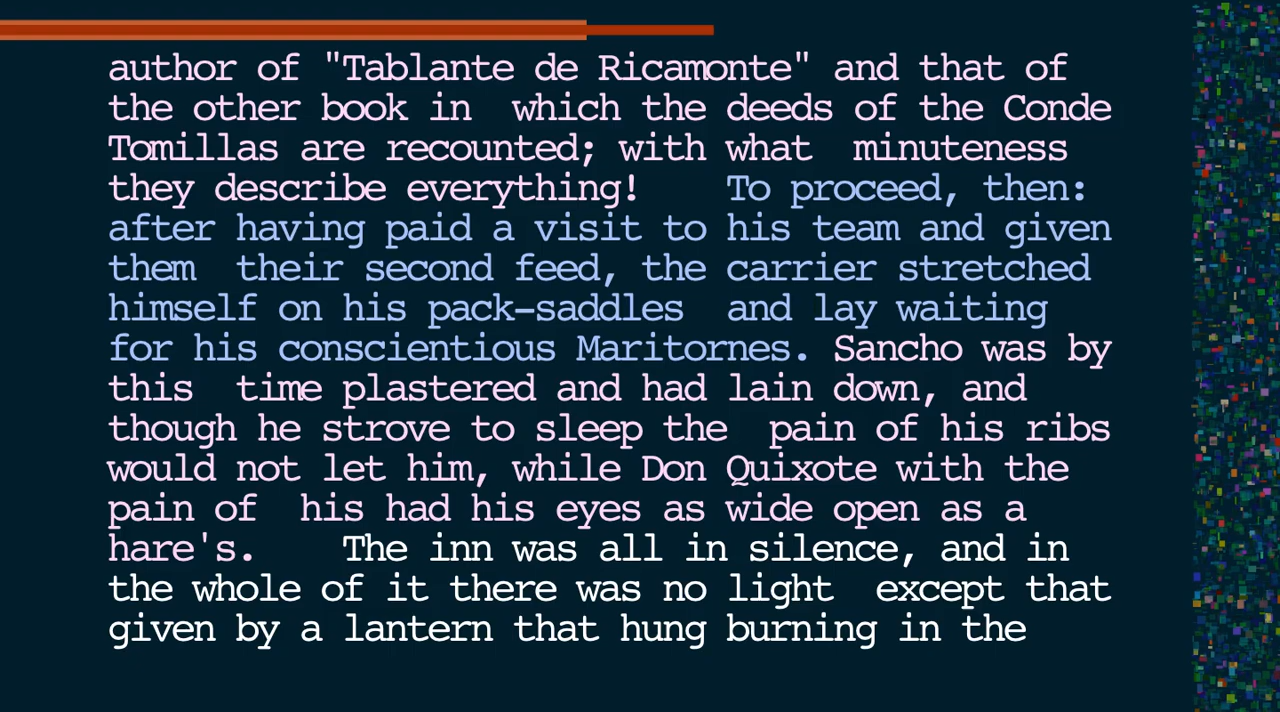 author of "Tablante de Ricamonte" and that of
the other book in  which the deeds of the Conde
Tomillas are recounted; with what  minuteness
they describe everything!    To proceed, then:
after having paid a visit to his team and given
them  their second feed, the carrier stretched
himself on his pack-saddles  and lay waiting
for his conscientious Maritornes. Sancho was by
this  time plastered and had lain down, and
though he strove to sleep the  pain of his ribs
would not let him, while Don Quixote with the
pain of  his had his eyes as wide open as a
hare's.    The inn was all in silence, and in
the whole of it there was no light  except that
given by a lantern that hung burning in the